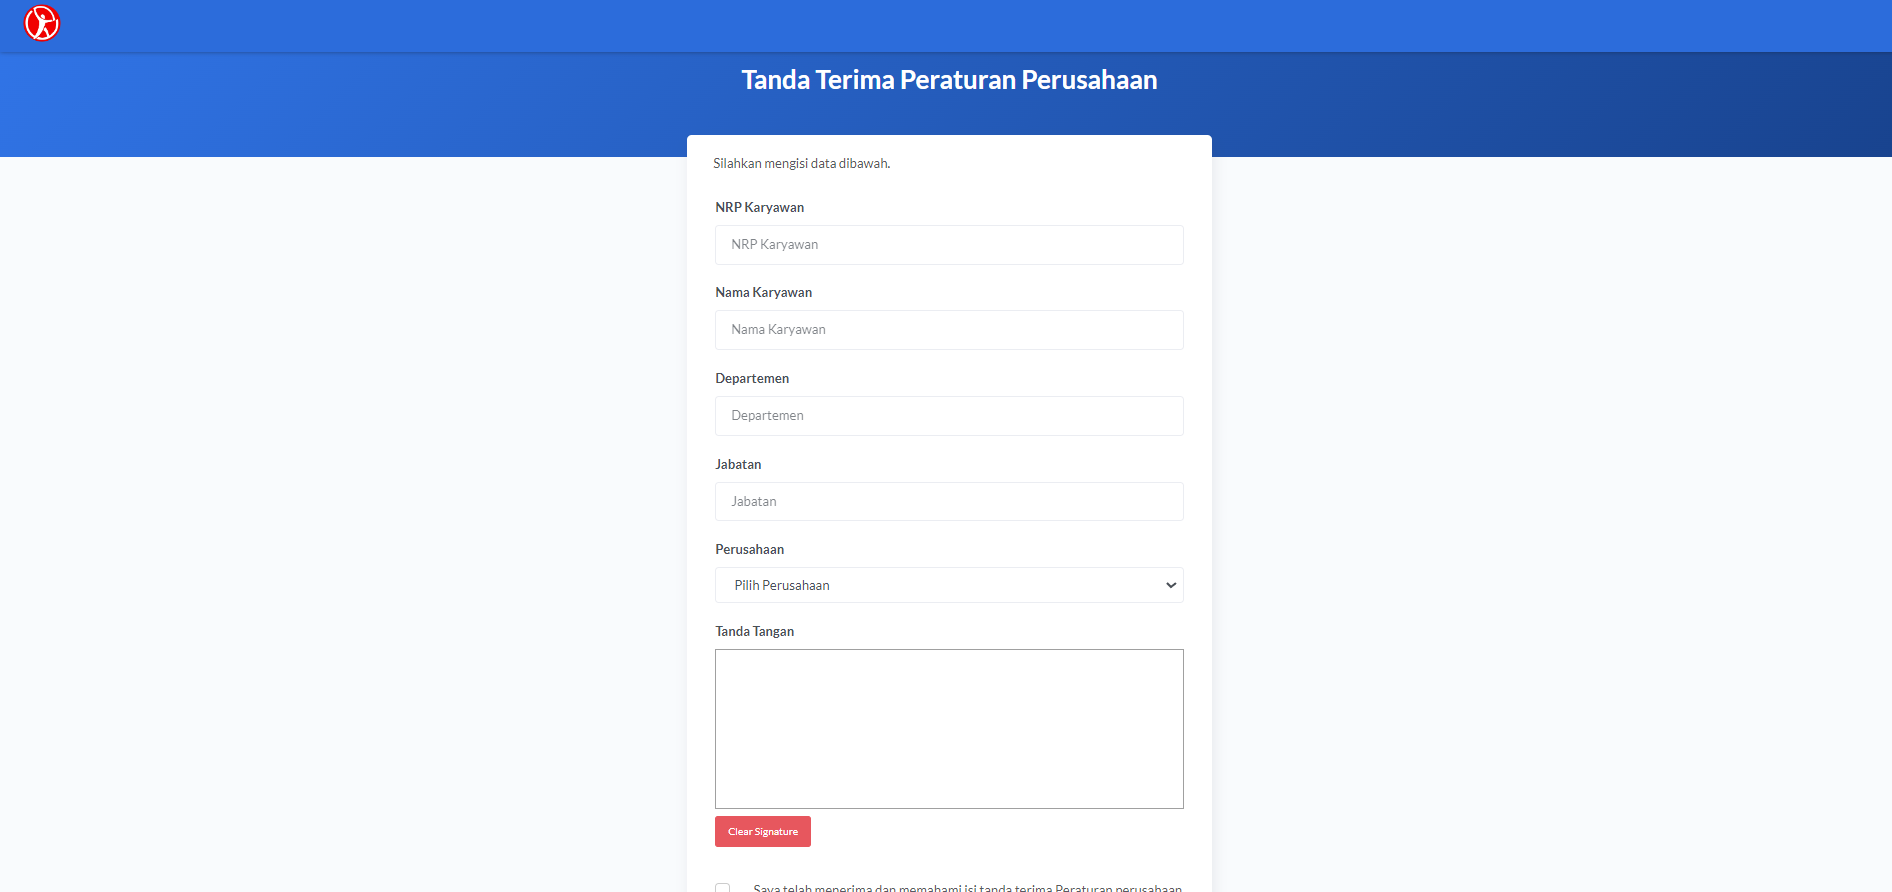 Tanda Terima Peraturan Perusahaan
Silahkan mengisi data dibawah.
NRP Karyawan
NRP Karyawan
Nama Karyawan
Nama Karyawan
Departemen
Departemen
Jabatan
Jabatan
Perusahaan
Pilih Perusahaan
Tanda Tangan
Clear Signature
Saya telah menerima dan memahami isi tanda terima Peraturan perusahaan